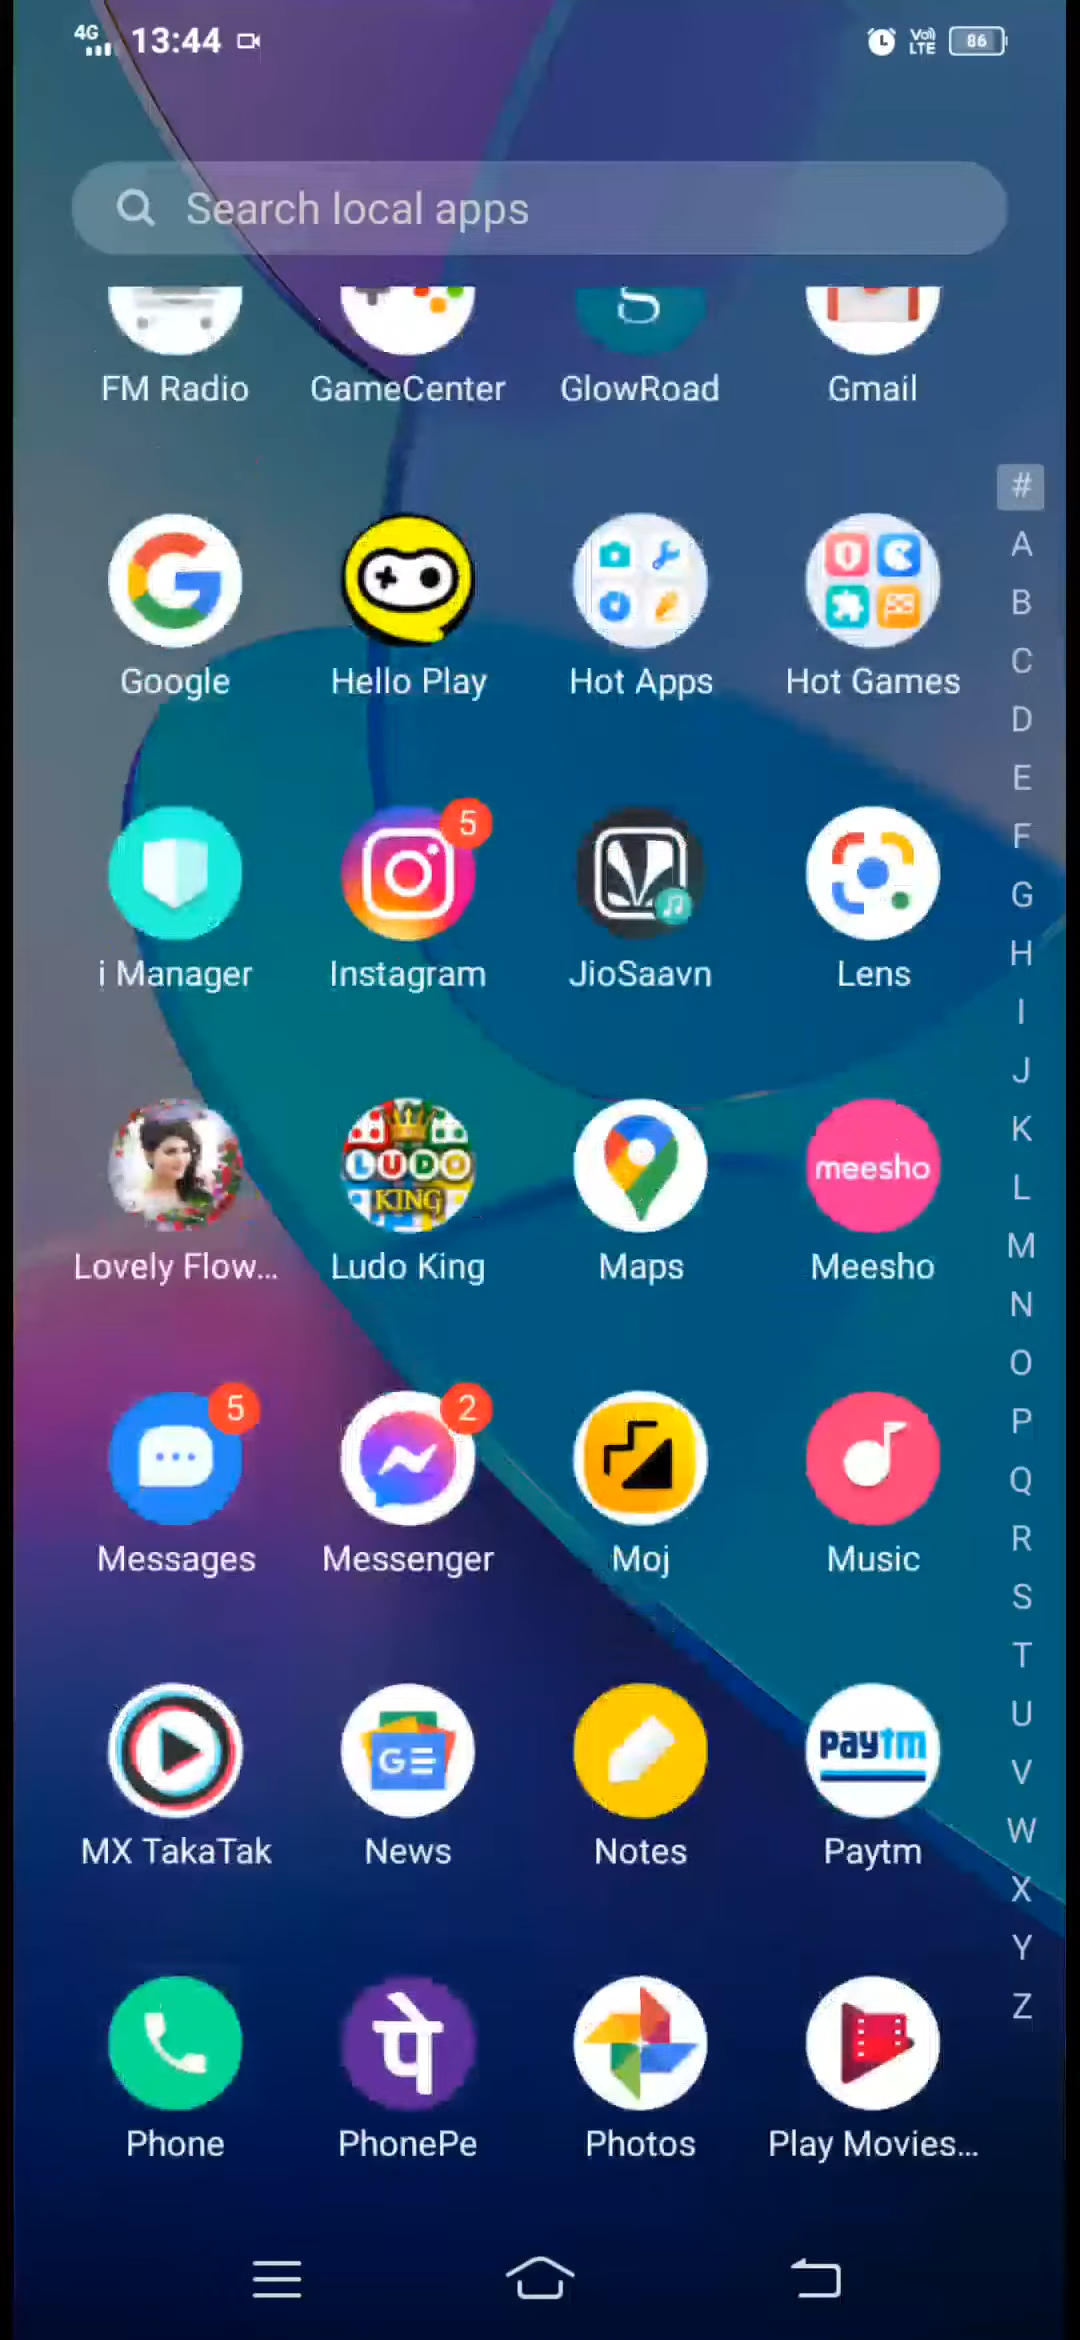 4G 13:44 Vo) LTE 86
Search local apps
FM Radio GameCenter GlowRoad Gmail
#
A
B
Google Hello Play Hot Apps Hot Games
C
D
E
5
F
G
H
i Manager Instagram JioSaavn Lens
I
J
K
LUDO KING meesho
L
M
Lovely Flow... Ludo King Maps Meesho
N
O
5 2
P
Q
R
Messages Messenger Moj Music
S
T
U
G paytm
V
W
MX TakaTak News Notes Paytm
X
Y
Z
पे
Phone PhonePe Photos Play Movies...